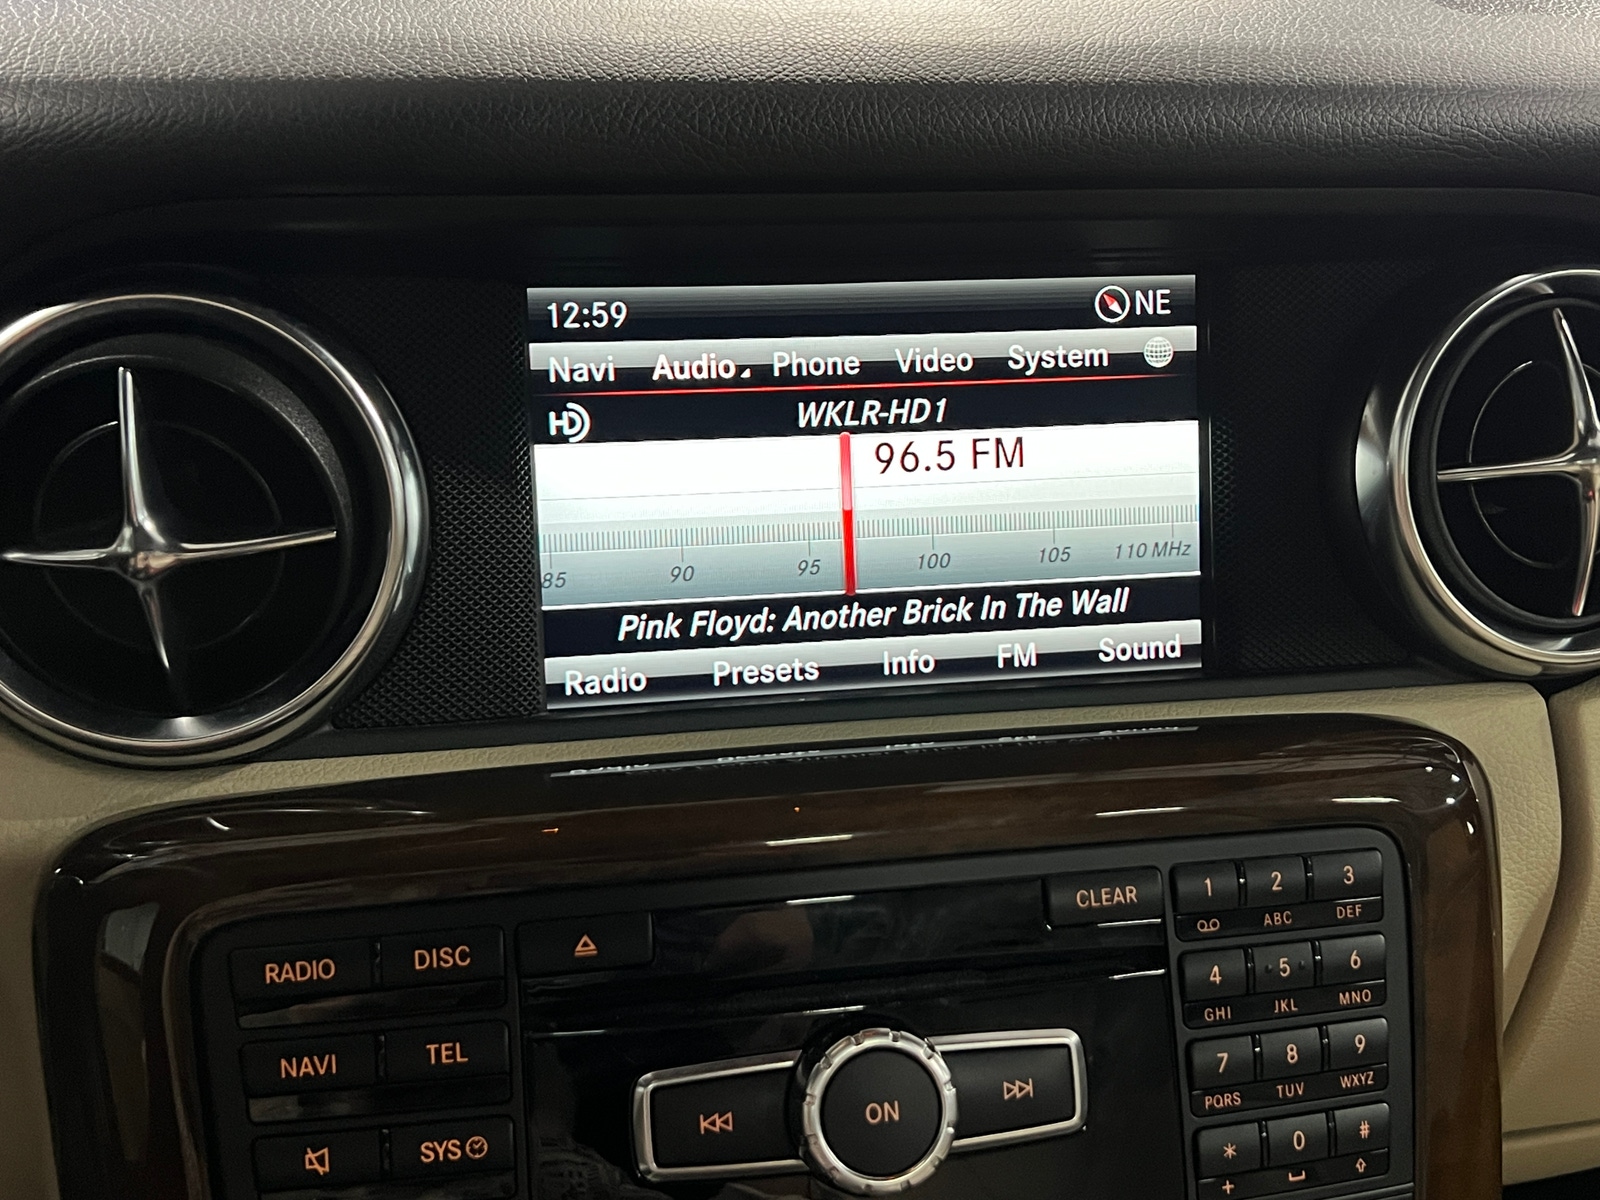 12:59 NE
Navi Audio Phone Video System
HD WKLR-HD1
96.5 FM
85 90 95 100 105 110 MHz
Pink Floyd: Another Brick In The Wall
Radio Presets Info FM Sound
CLEAR
RADIO DISC
NAVI TEL
SYS
ON
1 2 3
ABC DEF
4 5 6
GHI JKL MNO
7 8 9
PQRS TUV WXYZ
* 0 #
+